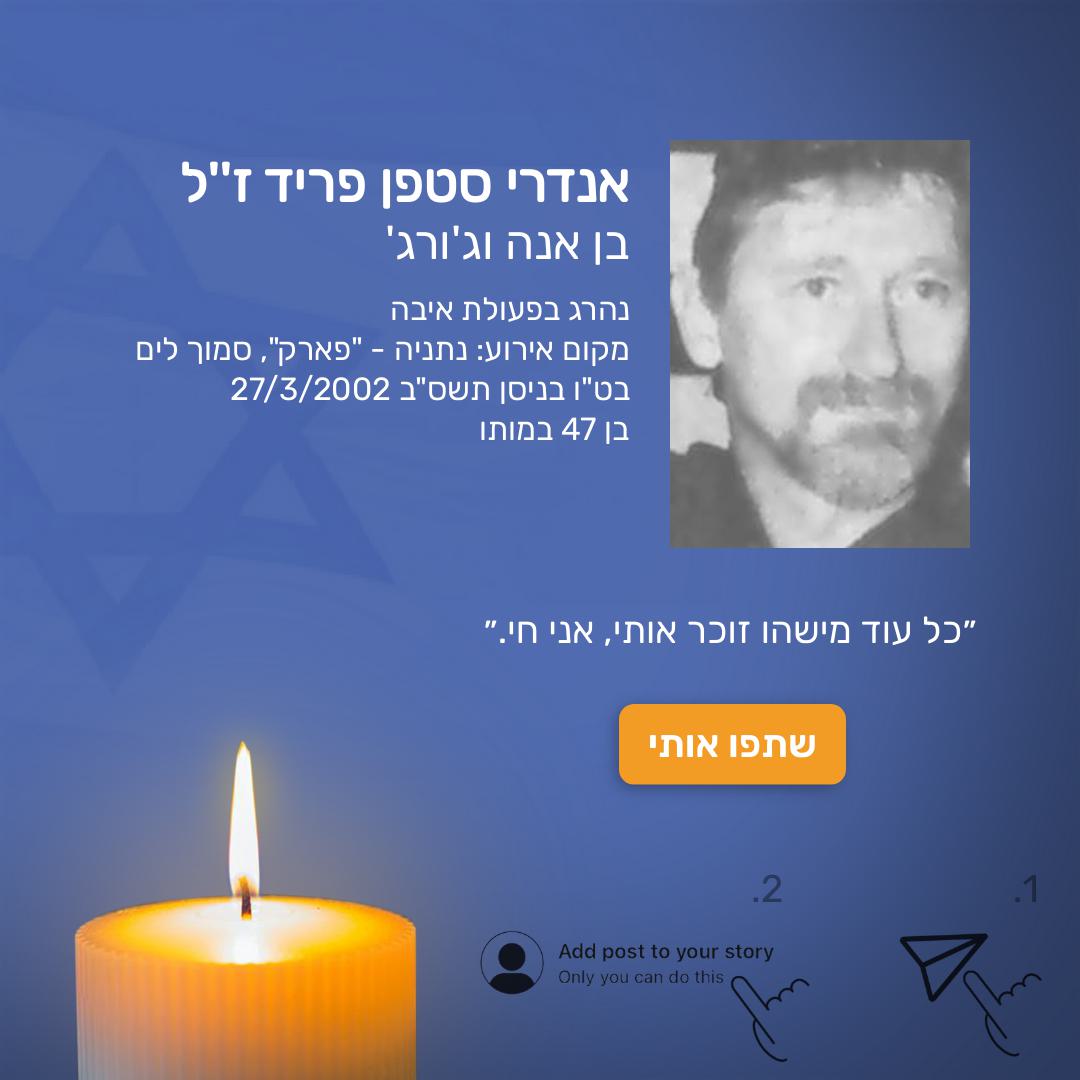 אנדרי סטפן פריד ז"ל
בן אנה וג'ורג'
נהרג בפעולת איבה
מקום אירוע: נתניה - "פארק", סמוך לים
בט"ו בניסן תשס"ב 27/3/2002
בן 47 במותו
״כל עוד מישהו זוכר אותי, אני חי.״
שתפו אותי
1.
2.
Add post to your story
Only you can do this